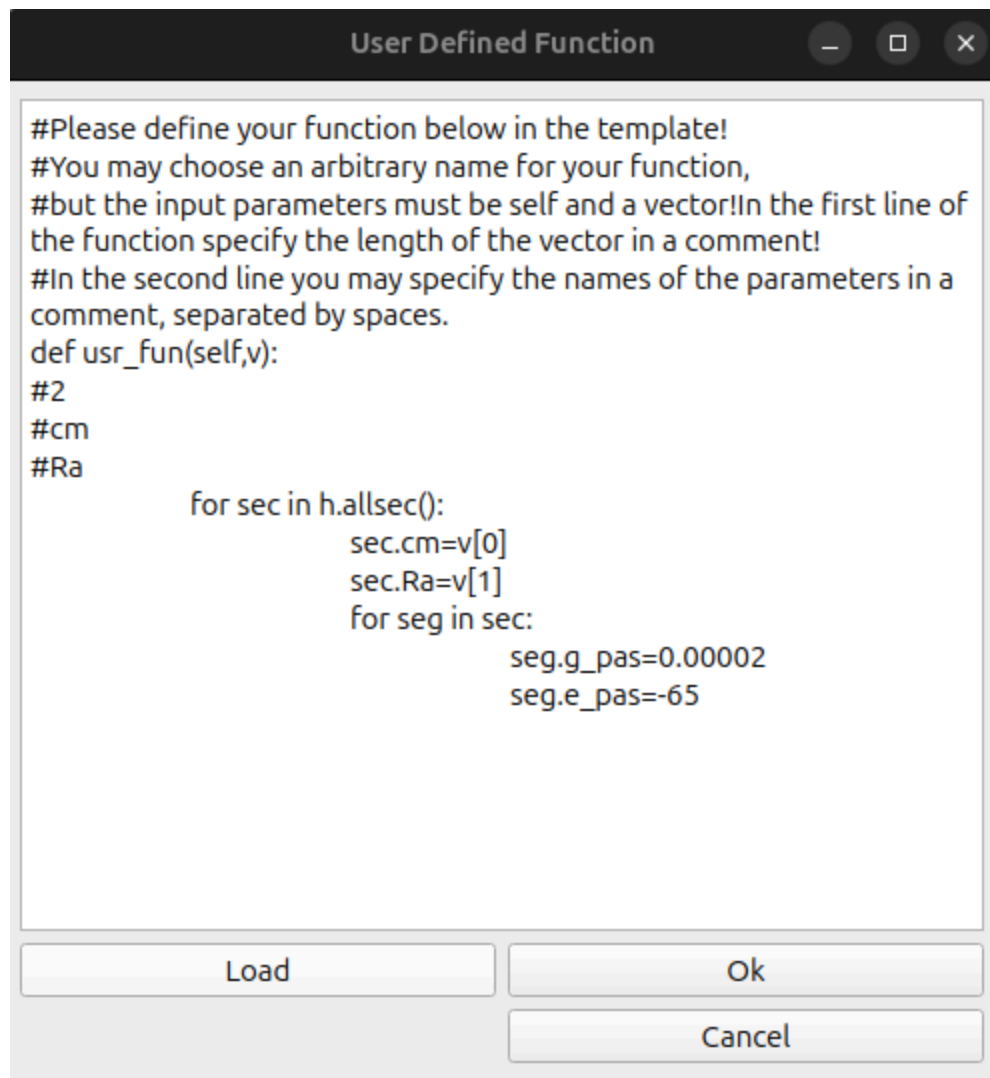 User Defined Function
#Please define your function below in the template!
#You may choose an arbitrary name for your function,
#but the input parameters must be self and a vector!In the first line of
the function specify the length of the vector in a comment!
#In the second line you may specify the names of the parameters in a
comment, separated by spaces.
def usr_fun(self,v):
#2
#cm
#Ra
for sec in h.allsec():
sec.cm=v[0]
sec.Ra=v[1]
for seg in sec:
seg.g_pas=0.00002
seg.e_pas=-65
Load
Ok
Cancel